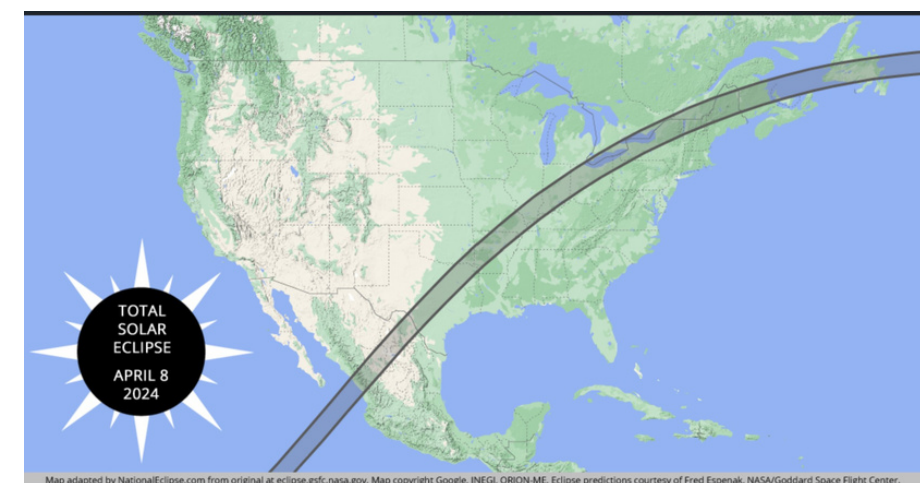 TOTAL
SOLAR
ECLIPSE
APRIL 8
2024
Map adapted by NationalEclipse.com from original at eclipse.gsfc.nasa.gov. Map copyright Google, INEGI, ORION-ME. Eclipse predictions courtesy of Fred Espenak, NASA/Goddard Space Flight Center.